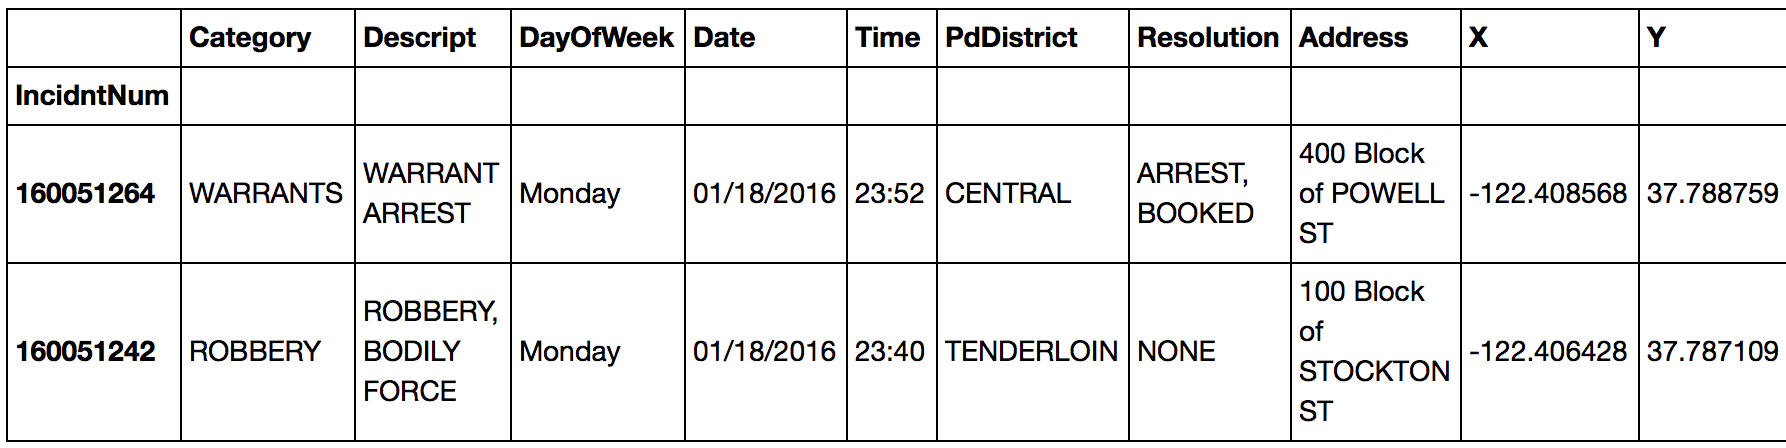 Category Descript DayOfWeek Date Time PdDistrict Resolution Address X Y
IncidntNum
160051264 WARRANTS WARRANT ARREST Monday 01/18/2016 23:52 CENTRAL ARREST, BOOKED 400 Block of POWELL ST -122.408568 37.788759
160051242 ROBBERY ROBBERY, BODILY FORCE Monday 01/18/2016 23:40 TENDERLOIN NONE 100 Block of STOCKTON ST -122.406428 37.787109